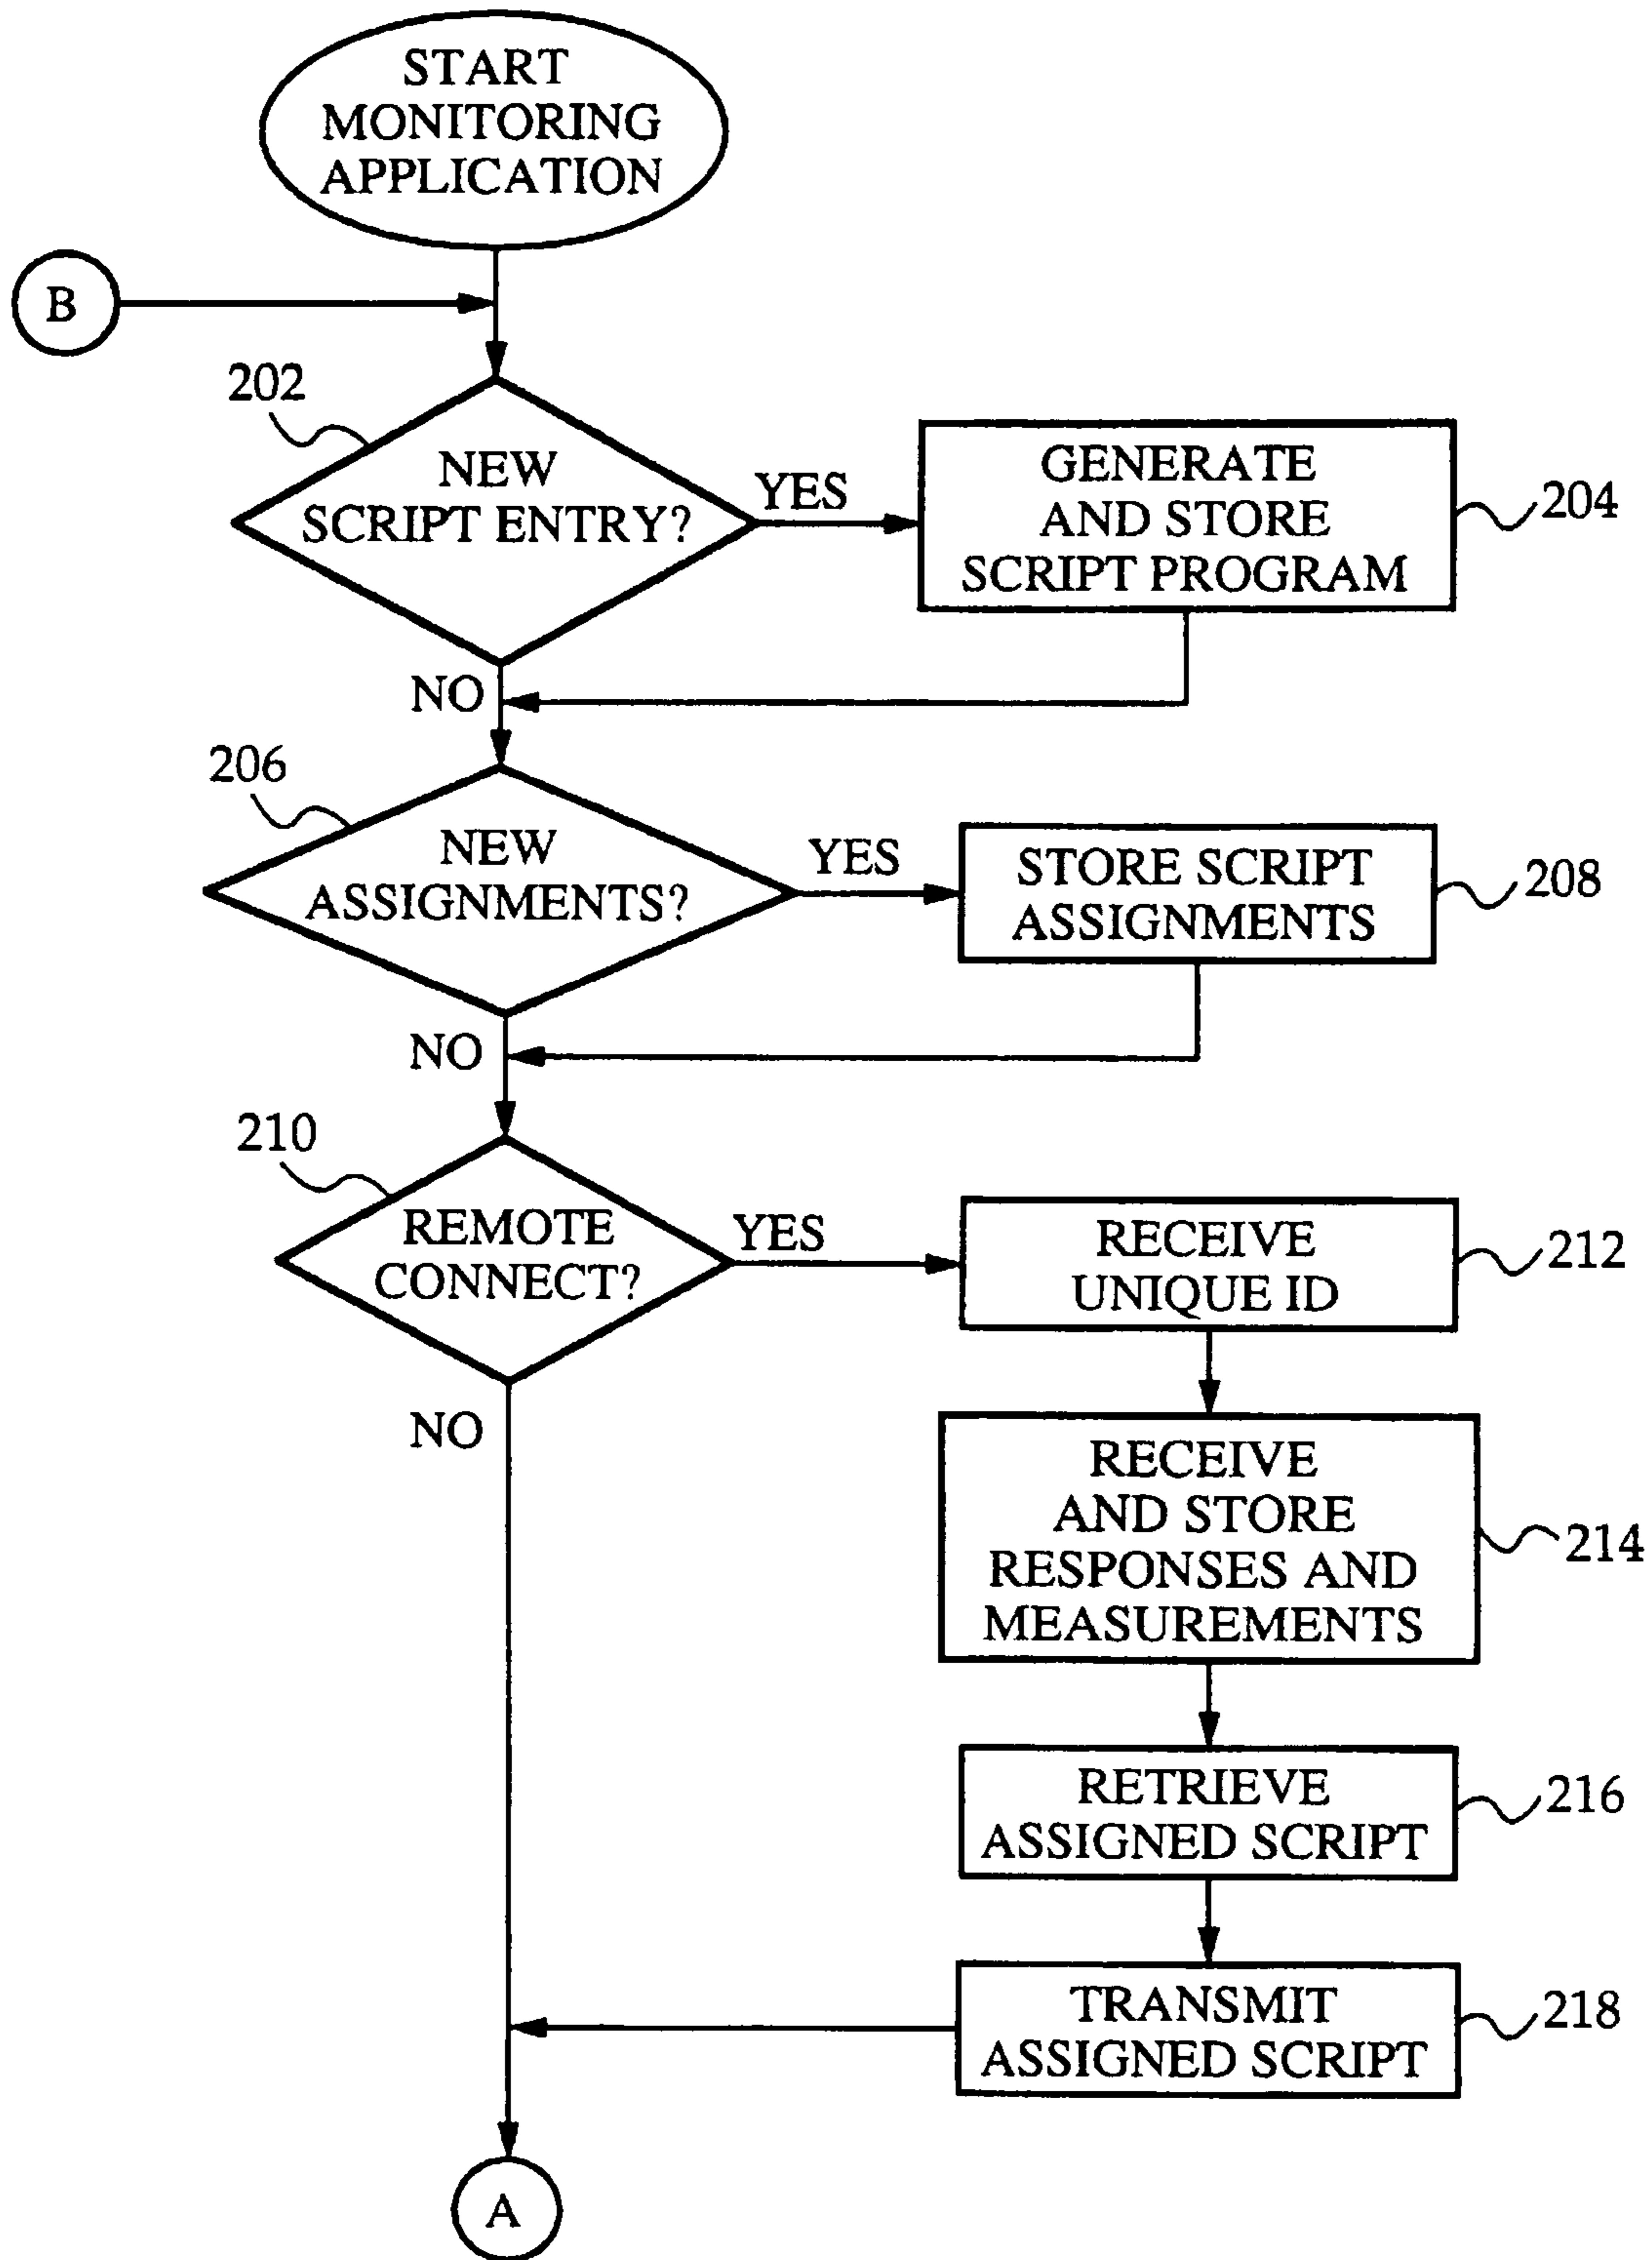 START
MONITORING
APPLICATION
B
202
NEW
SCRIPT ENTRY?
YES
GENERATE
AND STORE
SCRIPT PROGRAM
204
NO
206
NEW
ASSIGNMENTS?
YES
STORE SCRIPT
ASSIGNMENTS
208
NO
210
REMOTE
CONNECT?
YES
RECEIVE
UNIQUE ID
212
NO
RECEIVE
AND STORE
RESPONSES AND
MEASUREMENTS
214
RETRIEVE
ASSIGNED SCRIPT
216
TRANSMIT
ASSIGNED SCRIPT
218
A